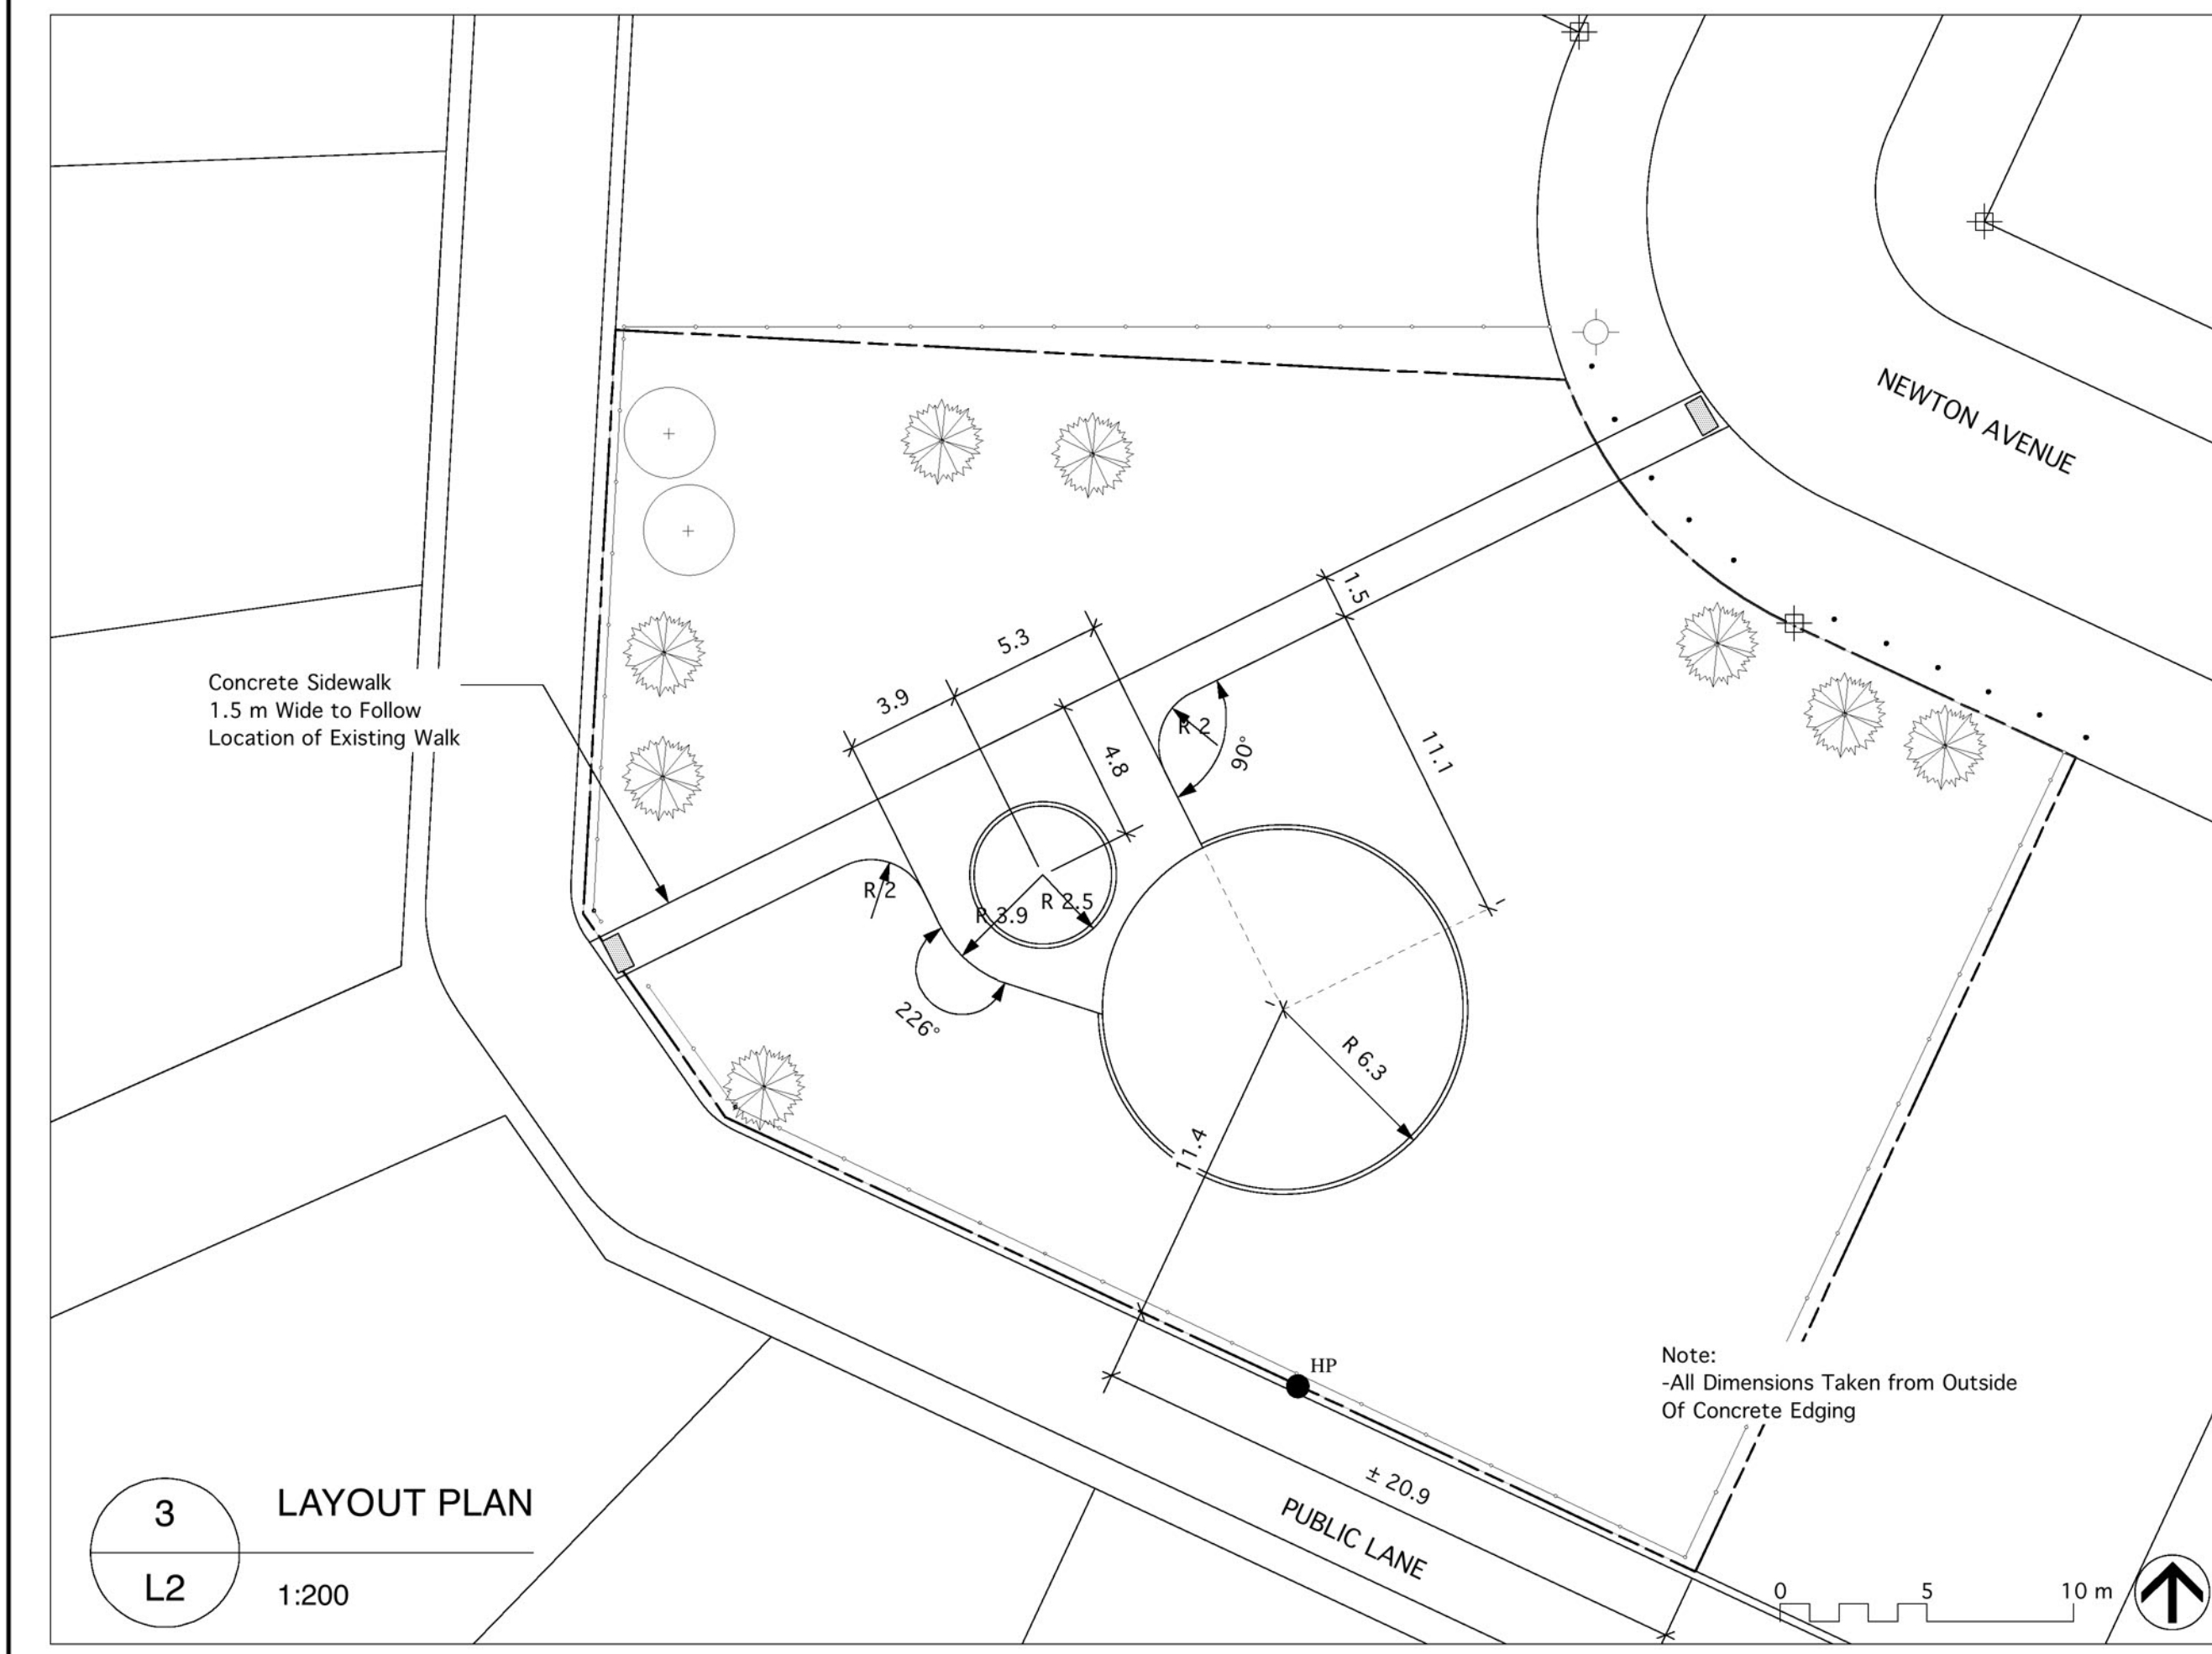 NEWTON AVENUE
1.5
5.3
3.9
Concrete Sidewalk
1.5 m Wide to Follow
Location of Existing Walk
R 2
90°
4.8
11.1
R 2
R 3.9
R 2.5
226°
R 6.3
11.4
HP
Note:
-All Dimensions Taken from Outside
Of Concrete Edging
± 20.9
PUBLIC LANE
3
L2
LAYOUT PLAN
1:200
0 5 10 m